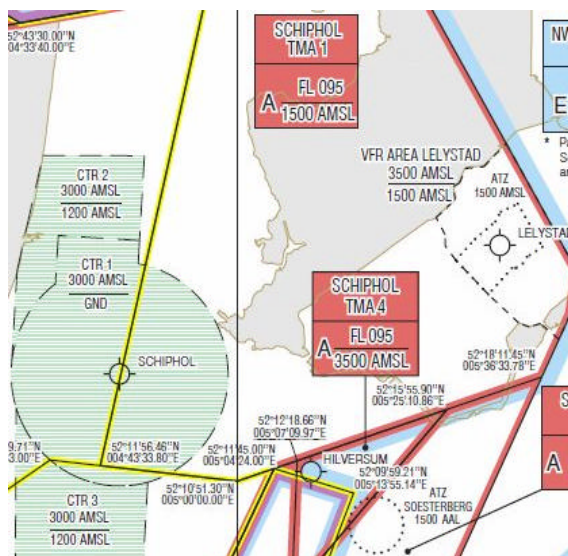 52°43'30.00"N
004°33'40.00"E
SCHIPHOL
TMA 1
A FL 095
1500 AMSL
NW
E
* Pa
S
an
VFR AREA LELYSTAD
3500 AMSL
1500 AMSL
ATZ
1500 AMSL
LELYSTAD
CTR 2
3000 AMSL
1200 AMSL
CTR 1
3000 AMSL
GND
SCHIPHOL
SCHIPHOL
TMA 4
A FL 095
3500 AMSL
52°18'11.45"N
005°36'33.78"E
52°15'55.90"N
005°25'10.86"E
52°12'18.66"N
005°07'09.97"E
9.71"N
3.00"E
52°11'56.46"N
004°43'33.80"E
52°11'45.00"N
005°04'24.00"E
HILVERSUM
52°09'59.21"N
005°13'55.14"E
52°10'51.30"N
005°00'00.00"E
S
A
ATZ
SOESTERBERG
1500 AAL
CTR 3
3000 AMSL
1200 AMSL